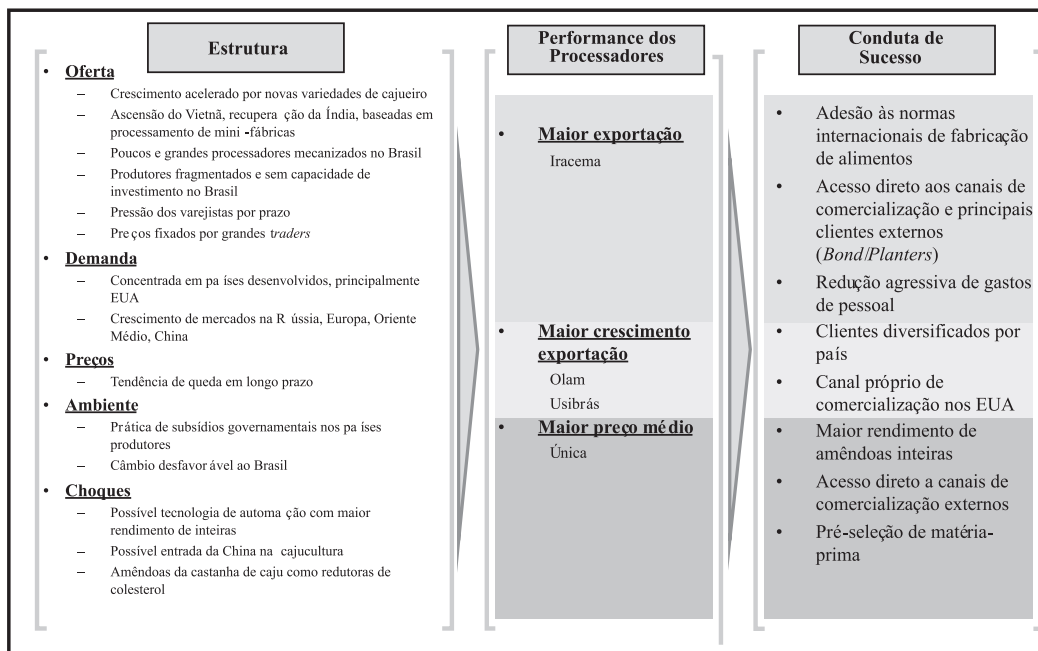 Estrutura
• Oferta
– Crescimento acelerado por novas variedades de cajueiro
– Ascensão do Vietnã, recupera ção da Índia, baseadas em
processamento de mini -fábricas
– Poucos e grandes processadores mecanizados no Brasil
– Produtores fragmentados e sem capacidade de
investimento no Brasil
– Pressão dos varejistas por prazo
– Pre ços fixados por grandes traders
• Demanda
– Concentrada em pa íses desenvolvidos, principalmente
EUA
– Crescimento de mercados na R ússia, Europa, Oriente
Médio, China
• Preços
– Tendência de queda em longo prazo
• Ambiente
– Prática de subsídios governamentais nos pa íses
produtores
– Câmbio desfavor ável ao Brasil
• Choques
– Possível tecnologia de automa ção com maior
rendimento de inteiras
– Possível entrada da China na cajucultura
– Amêndoas da castanha de caju como redutoras de
colesterol
Performance dos
Processadores
• Maior exportação
Iracema
• Maior crescimento
exportação
Olam
Usibrás
• Maior preço mé dio
Única
Conduta de
Sucesso
• Adesão às normas
internacionais de fabricação
de alimentos
• Acesso direto aos canais de
comercialização e principais
clientes externos
(Bond/Planters)
• Redução agressiva de gastos
de pessoal
• Clientes diversificados por
país
• Canal próprio de
comercialização nos EUA
• Maior rendimento de
amêndoas inteiras
• Acesso direto a canais de
comercialização externos
• Pré-seleção de matéria-
prima